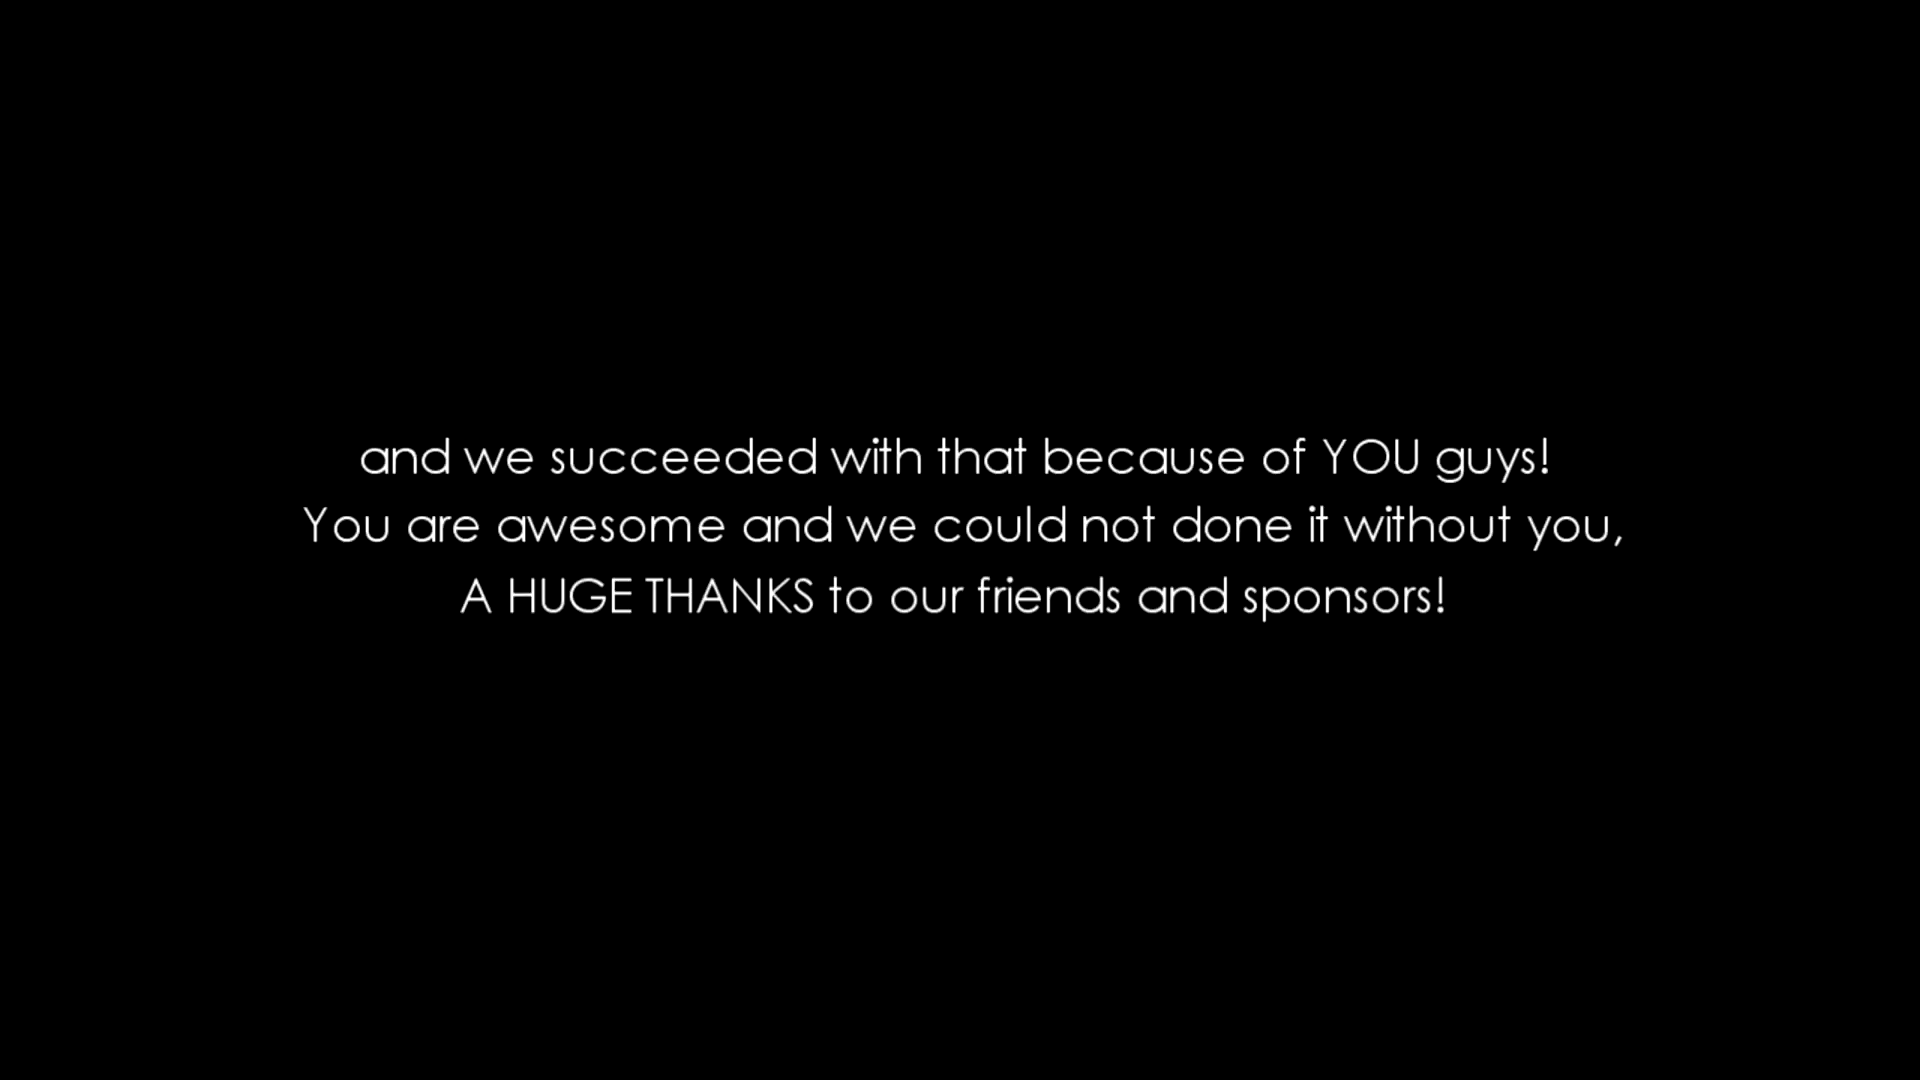 and we succeeded with that because of YOU guys!
You are awesome and we could not done it without you,
A HUGE THANKS to our friends and sponsors!